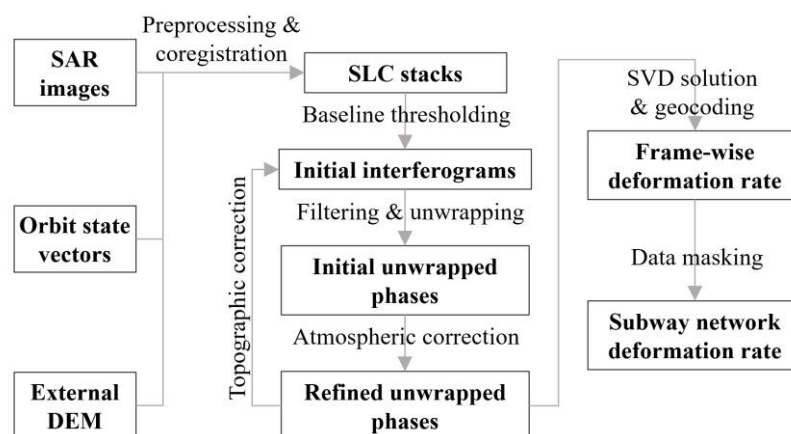 Preprocessing &
coregistration
SAR
images
SLC stacks
SVD solution
& geocoding
Baseline thresholding
Initial interferograms
Frame-wise
deformation rate
Filtering & unwrapping
Orbit state
vectors
Topographic correction
Initial unwrapped
phases
Data masking
Atmospheric correction
Subway network
deformation rate
External
DEM
Refined unwrapped
phases